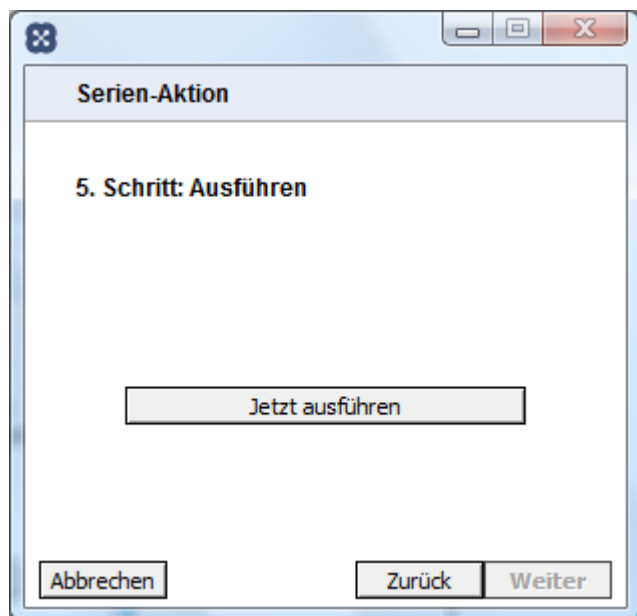 Serien-Aktion
5. Schritt: Ausführen
Jetzt ausführen
Abbrechen Zurück Weiter